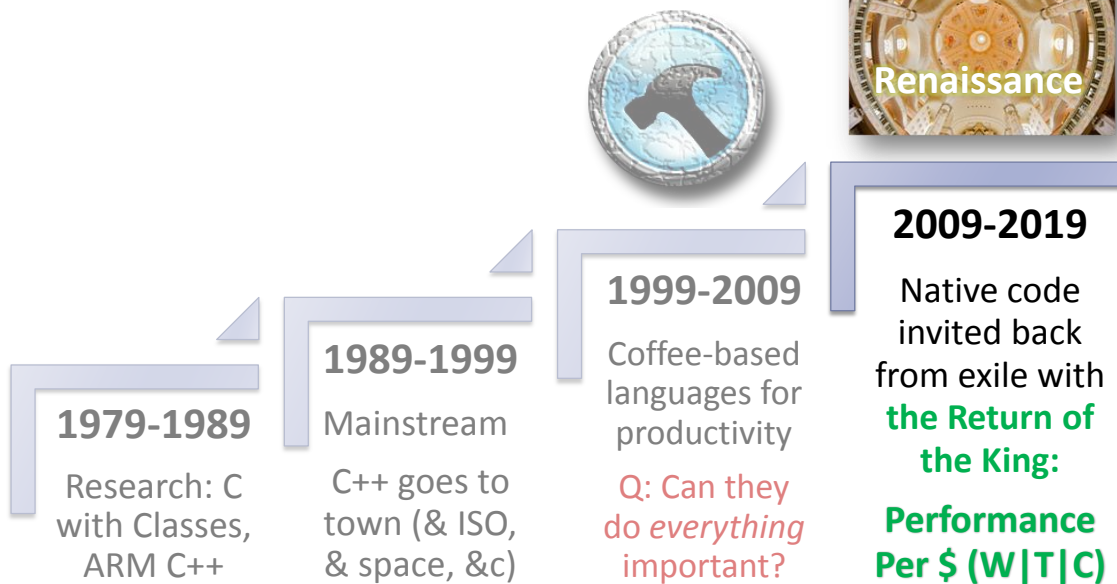 1979-1989
Research: C
with Classes,
ARM C++
1989-1999
Mainstream
C++ goes to
town (& ISO,
& space, &c)
1999-2009
Coffee-based
languages for
productivity
Q: Can they
do everything
important?
Renaissance
2009-2019
Native code
invited back
from exile with
the Return of
the King:
Performance
Per $ (W|T|C)